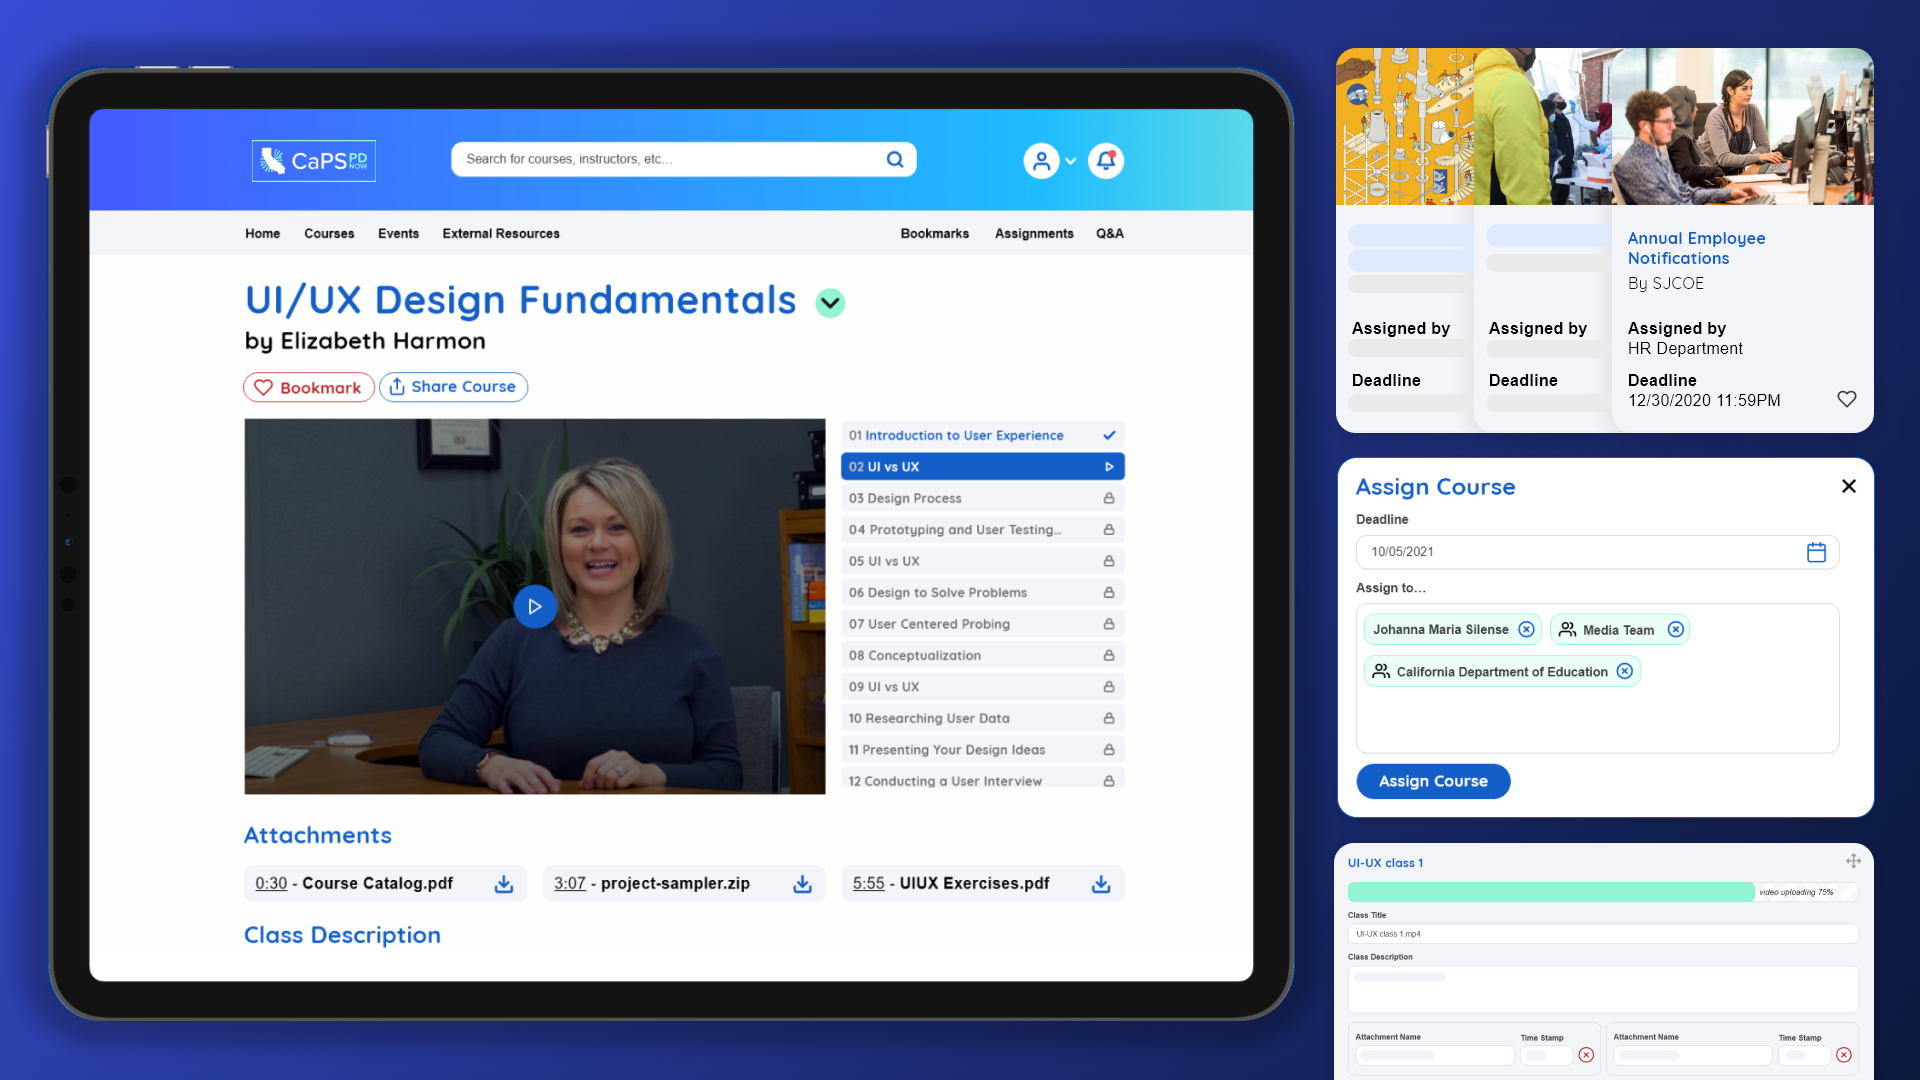 CaPS PD NOW
Search for courses, instructors, etc...
Home Courses Events External Resources Bookmarks Assignments Q&A
UI/UX Design Fundamentals
by Elizabeth Harmon
Bookmark Share Course
01 Introduction to User Experience
02 UI vs UX
03 Design Process
04 Prototyping and User Testing...
05 UI vs UX
06 Design to Solve Problems
07 User Centered Probing
08 Conceptualization
09 UI vs UX
10 Researching User Data
11 Presenting Your Design Ideas
12 Conducting a User Interview
Attachments
0:30 - Course Catalog.pdf
3:07 - project-sampler.zip
5:55 - UIUX Exercises.pdf
Class Description
Assigned by
Deadline
Assigned by
Deadline
Annual Employee
Notifications
By SJCOE
Assigned by
HR Department
Deadline
12/30/2020 11:59PM
Assign Course
Deadline
10/05/2021
Assign to...
Johanna Maria Silense Media Team
California Department of Education
Assign Course
UI-UX class 1
video uploading 75%
Class Title
UI-UX class 1.mp4
Class Description
Attachment Name Time Stamp Attachment Name Time Stamp